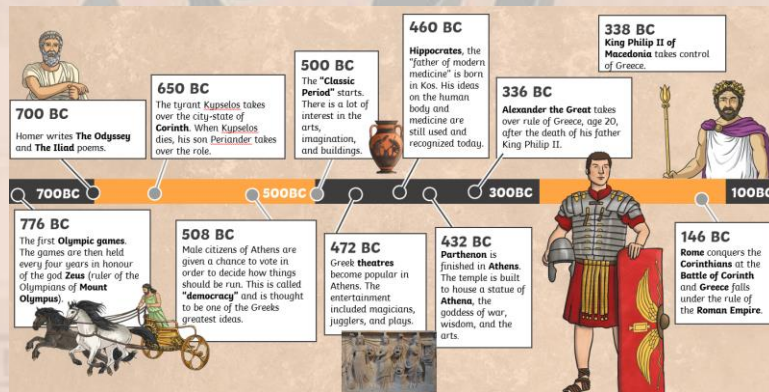 700 BC
Homer writes The Odyssey
and The Iliad poems.
650 BC
The tyrant Kypselos takes
over the city-state of
Corinth. When Kypselos
dies, his son Periander takes
over the role.
500 BC
The "Classic
Period" starts.
There is a lot of
interest in the
arts,
imagination,
and buildings.
460 BC
Hippocrates, the
"father of modern
medicine" is born
in Kos. His ideas
on the human
body and
medicine are
still used and
recognized today.
336 BC
Alexander the Great takes
over rule of Greece, age 20,
after the death of his father
King Philip II.
338 BC
King Philip II of
Macedonia takes control
of Greece.
700BC
500BC
300BC
100BC
776 BC
The first Olympic games.
The games are then held
every four years in honour
of the god Zeus (ruler of the
Olympians of Mount
Olympus).
508 BC
Male citizens of Athens are
given a chance to vote in
order to decide how things
should be run. This is called
"democracy" and is thought
to be one of the Greeks
greatest ideas.
472 BC
Greek theatres
become popular in
Athens. The
entertainment
included magicians,
jugglers, and plays.
432 BC
Parthenon is
finished in Athens.
The temple is built
to house a statue of
Athena, the
goddess of war,
wisdom, and the
arts.
146 BC
Rome conquers the
Corinthians at the
Battle of Corinth
and Greece falls
under the rule of
the Roman Empire.